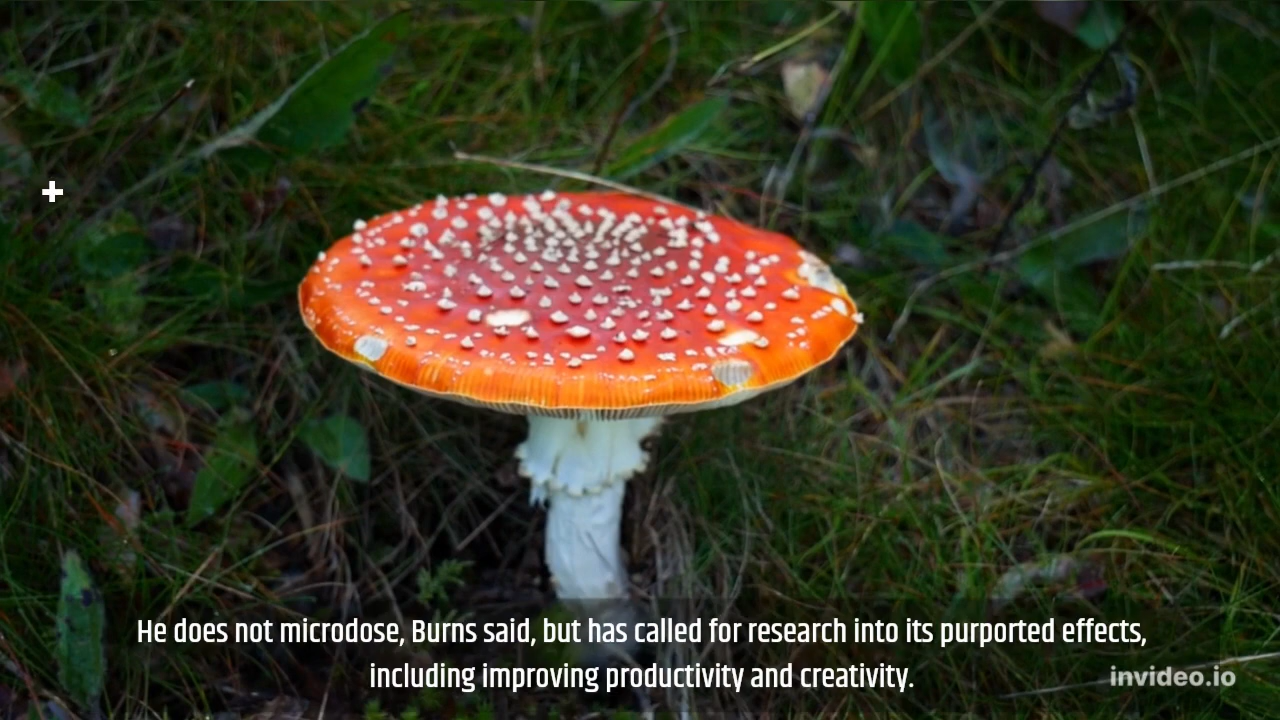 He does not microdose, Burns said, but has called for research into its purported effects,
including improving productivity and creativity.
invideo.io